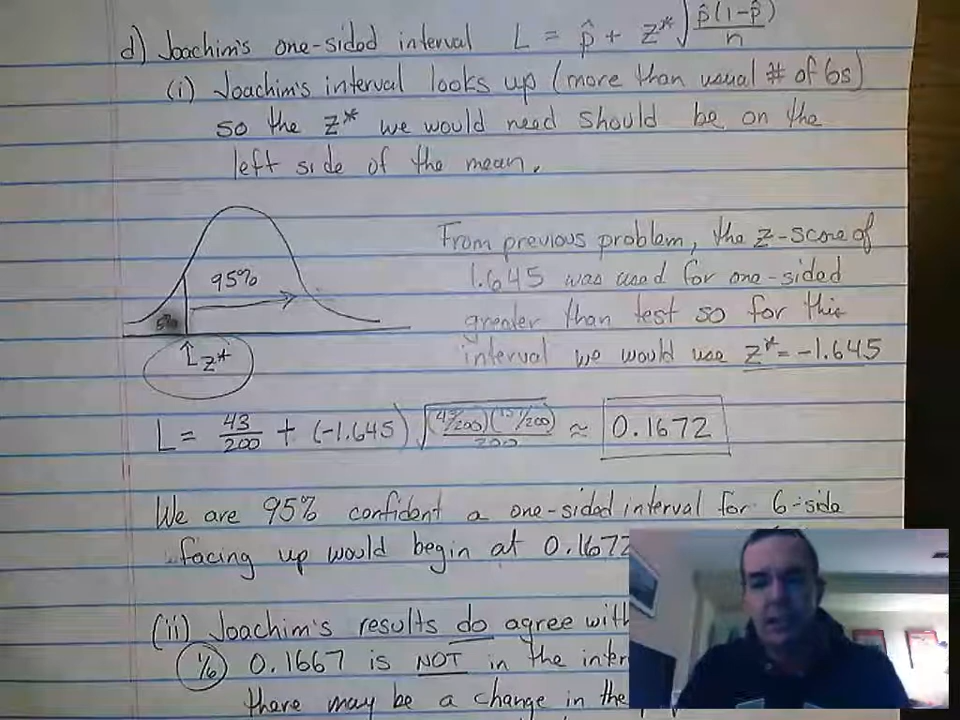 d) Joachim's one-sided interval L = p̂ + z* √(p̂(1-p̂)/n)
(i) Joachim's interval looks up (more than usual # of 6s)
so the z* we would need should be on the
left side of the mean.
95%
5%
↑ z*
From previous problem, the z-score of
1.645 was used for one-sided
greater than test so for this
interval we would use z* = -1.645
L = 43/200 + (-1.645) √((43/200)(157/200)/200) ≈ 0.1672
We are 95% confident a one-sided interval for 6-side
facing up would begin at 0.1672
(ii) Joachim's results do agree with
1/6 0.1667 is NOT in the
there may be a change in the